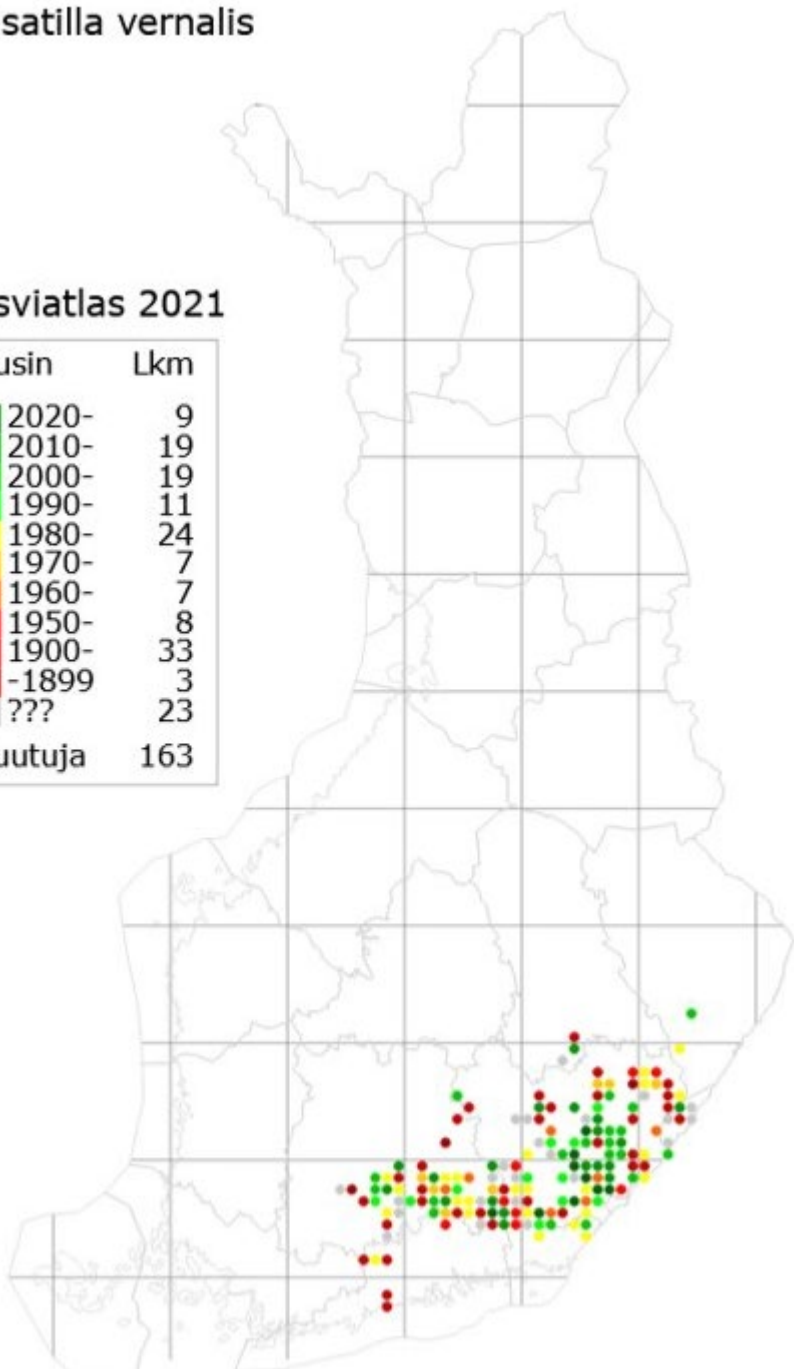 satilla vernalis
sviatlas 2021
usin Lkm
2020- 9
2010- 19
2000- 19
1990- 11
1980- 24
1970- 7
1960- 7
1950- 8
1900- 33
-1899 3
??? 23
uutuja 163